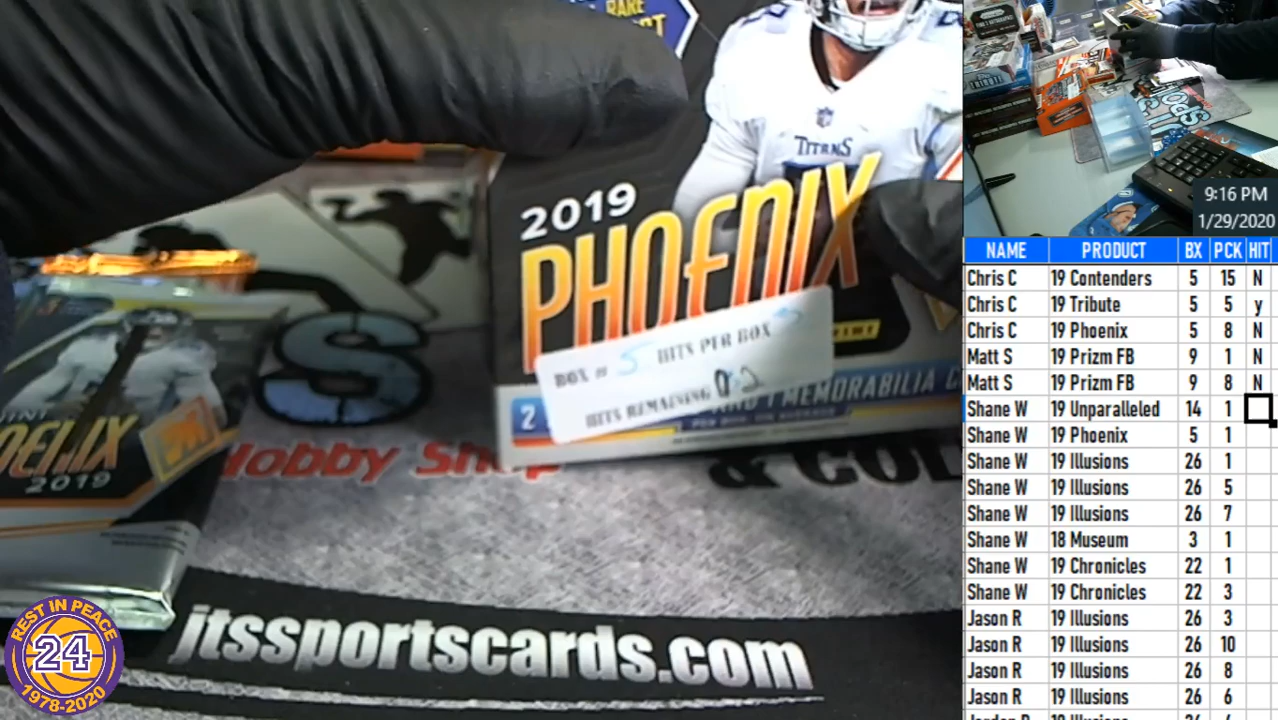 RARE
TITANS
2019
PHOENIX
BOX # 5 HITS PER BOX
HITS REMAINING
2 AND 1 MEMORABILIA C
2019
S
Hobby Shop
& CO
jtssportscards.com
REST IN PEACE
24
1978-2020
9:16 PM
1/29/2020
NAME PRODUCT BX PCK HIT
Chris C 19 Contenders 5 15 N
Chris C 19 Tribute 5 5 y
Chris C 19 Phoenix 5 8 N
Matt S 19 Prizm FB 9 1 N
Matt S 19 Prizm FB 9 8 N
Shane W 19 Unparalleled 14 1
Shane W 19 Phoenix 5 1
Shane W 19 Illusions 26 1
Shane W 19 Illusions 26 5
Shane W 19 Illusions 26 7
Shane W 18 Museum 3 1
Shane W 19 Chronicles 22 1
Shane W 19 Chronicles 22 3
Jason R 19 Illusions 26 3
Jason R 19 Illusions 26 10
Jason R 19 Illusions 26 8
Jason R 19 Illusions 26 6